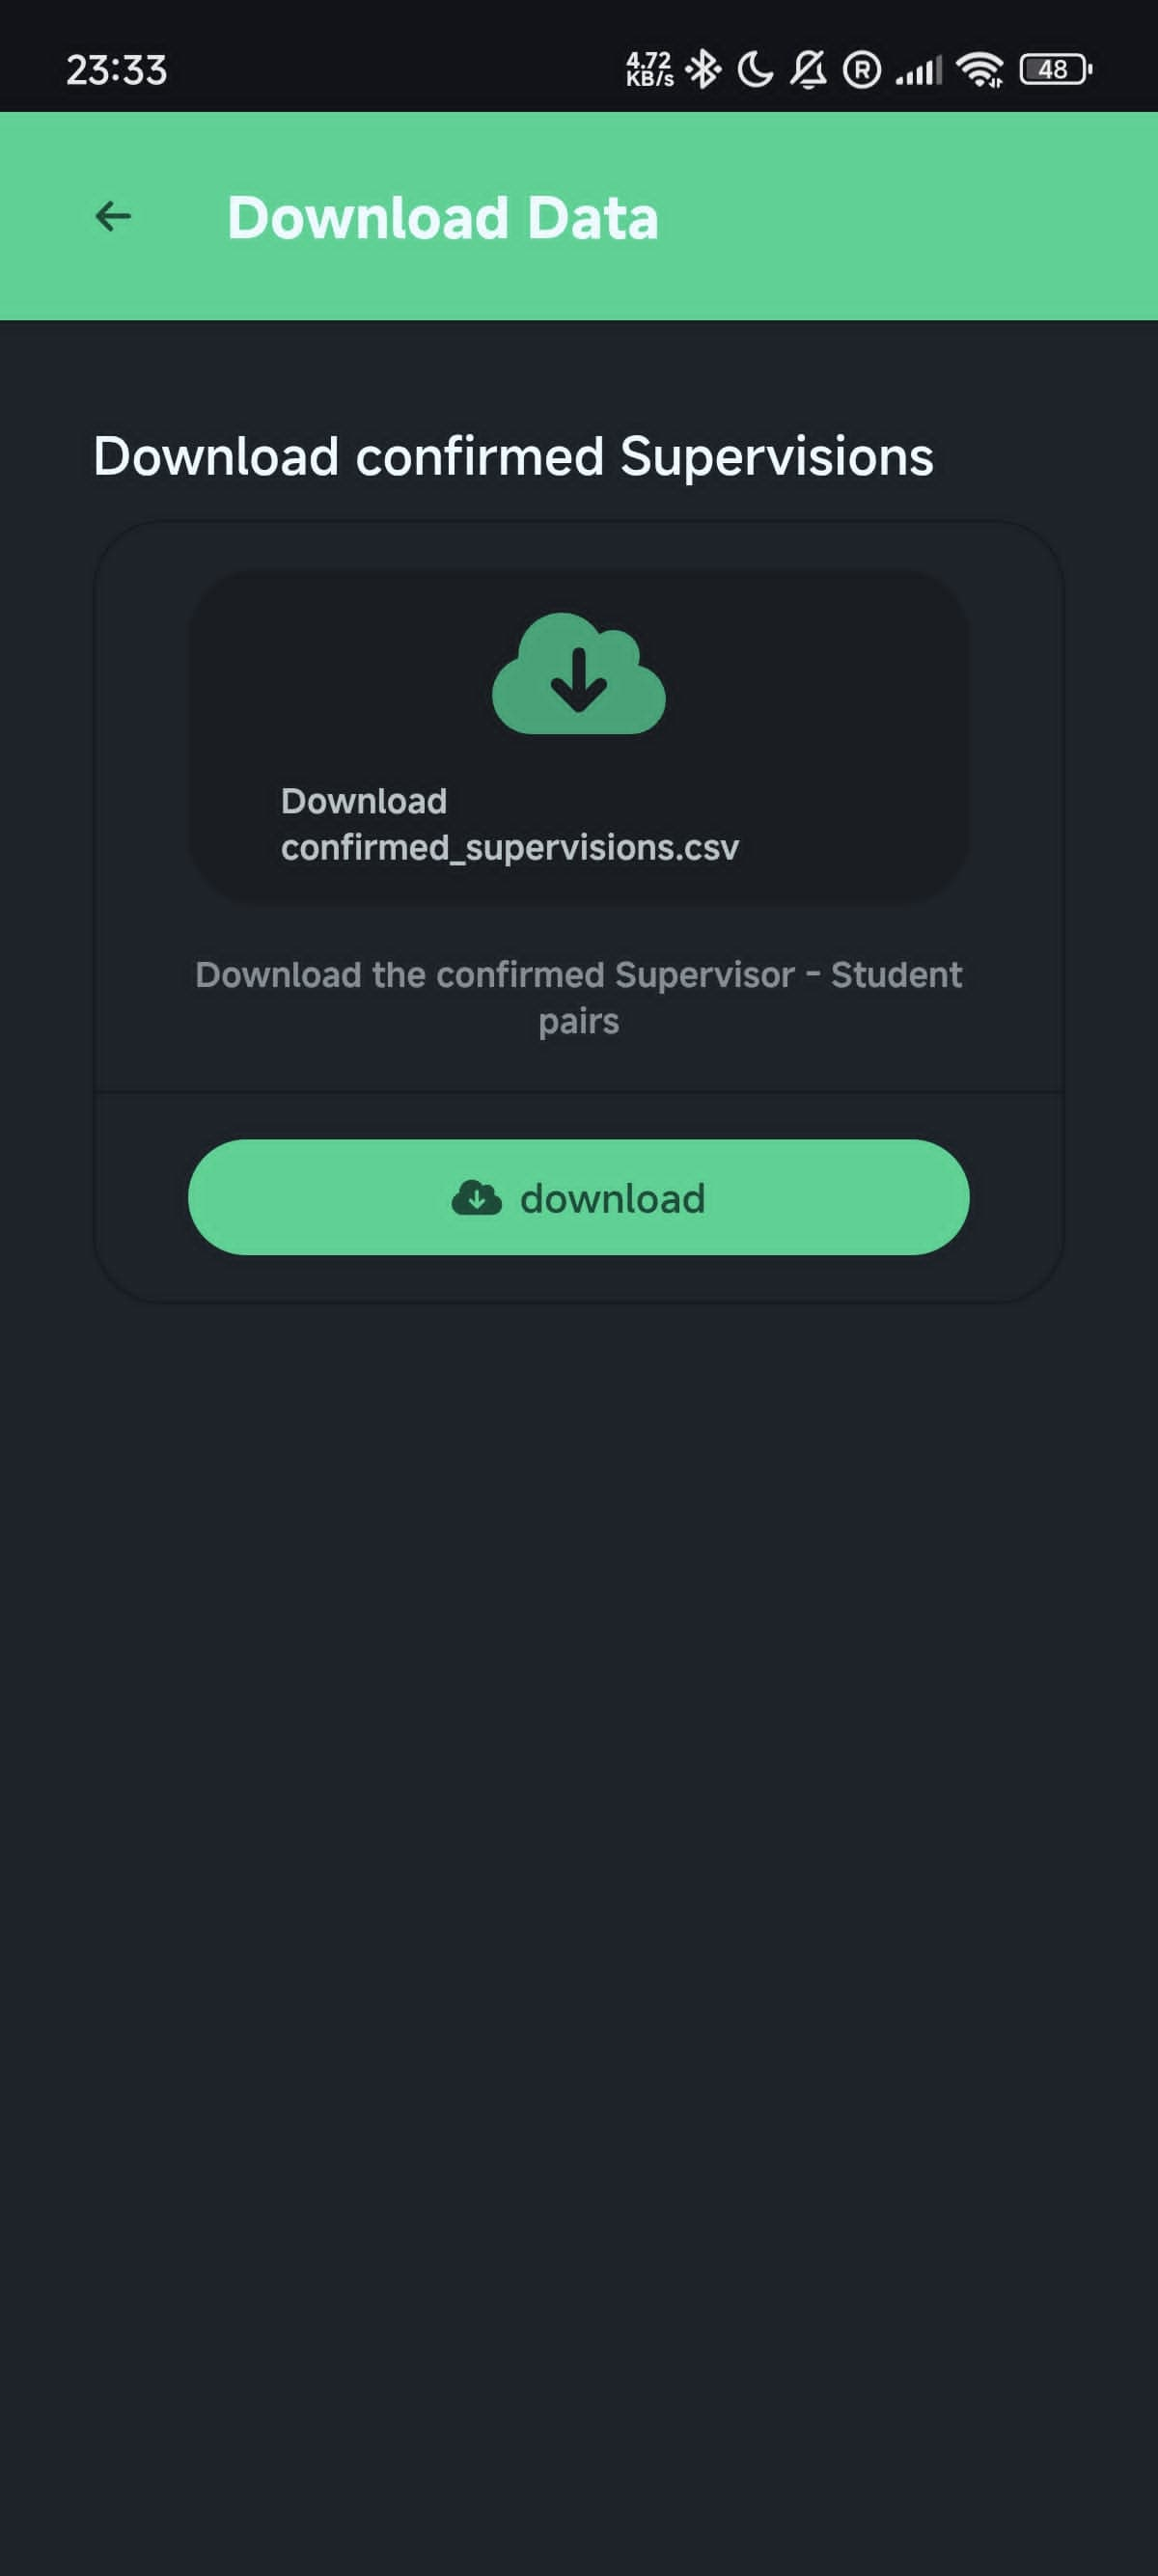 23:33
4.72
KB/s
R
48
Download Data
Download confirmed Supervisions
Download
confirmed_supervisions.csv
Download the confirmed Supervisor - Student
pairs
download